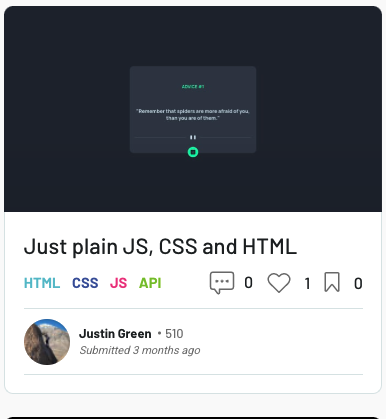 ADVICE #1
"Remember that spiders are more afraid of you,
than you are of them."
Just plain JS, CSS and HTML
HTML CSS JS API 0 1 0
Justin Green • 510
Submitted 3 months ago